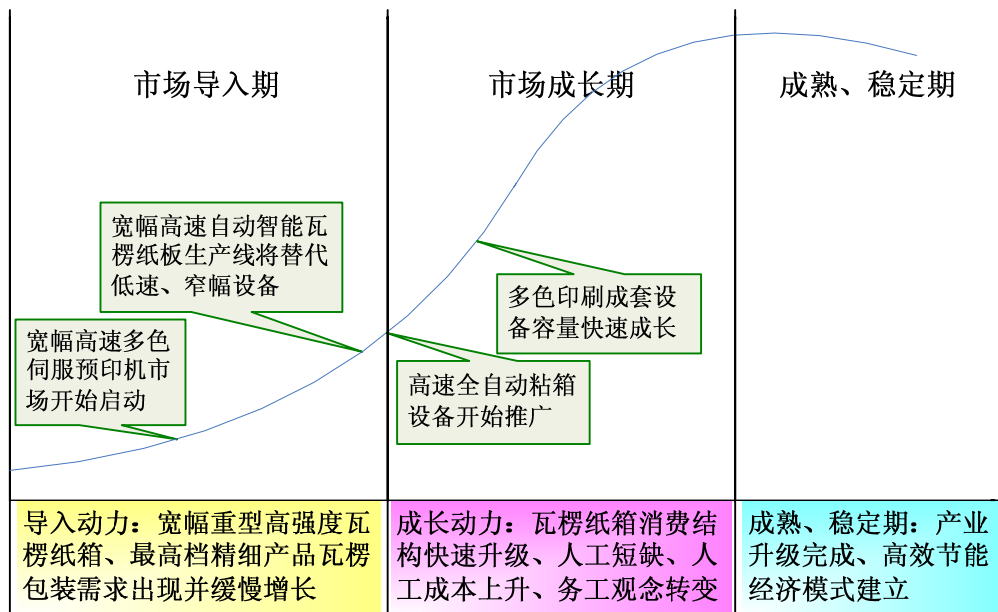 市场导入期
市场成长期
成熟、稳定期
宽幅高速自动智能瓦
楞纸板生产线将替代
低速、窄幅设备
宽幅高速多色
伺服预印机市
场开始启动
多色印刷成套设
备容量快速成长
高速全自动粘箱
设备开始推广
导入动力：宽幅重型高强度瓦
楞纸箱、最高档精细产品瓦楞
包装需求出现并缓慢增长
成长动力：瓦楞纸箱消费结
构快速升级、人工短缺、人
工成本上升、务工观念转变
成熟、稳定期：产业
升级完成、高效节能
经济模式建立